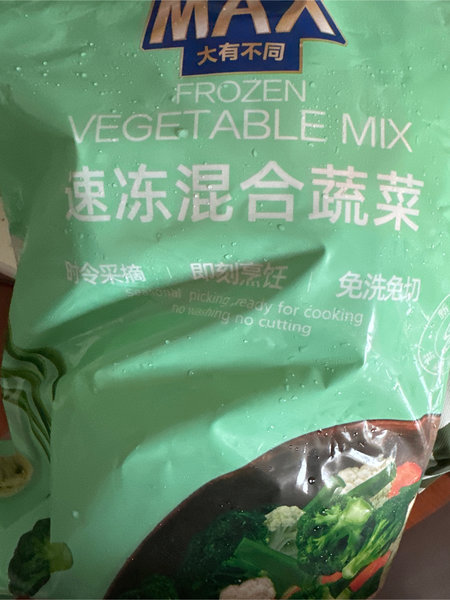 MAX
大有不同
FROZEN
VEGETABLE MIX
速冻混合蔬菜
时令采摘 | 即刻烹饪 | 免洗免切
seasonal picking,ready for cooking
no washing no cutting